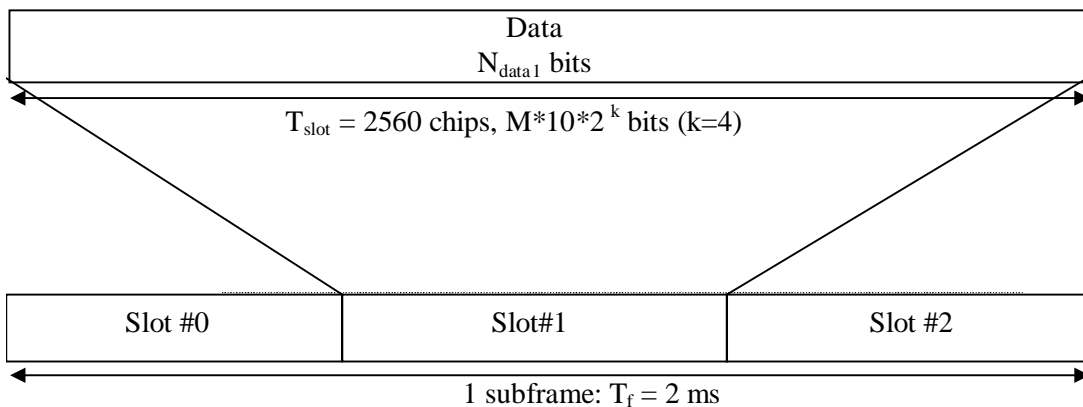 Data
N_data1 bits
T_slot = 2560 chips, M*10*2^k bits (k=4)
Slot #0
Slot#1
Slot #2
1 subframe: T_f = 2 ms